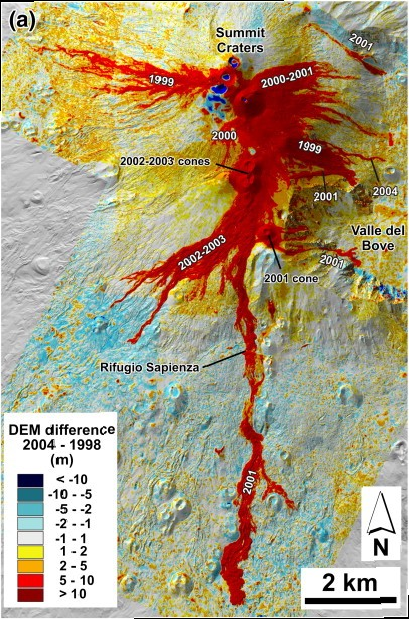 (a)
Summit
Craters
2001
1999
2000-2001
2000
1999
2002-2003 cones
2004
2001
Valle del
Bove
2002-2003
2001
2001 cone
Rifugio Sapienza
DEM difference
2004 - 1998
(m)
< -10
-10 - -5
-5 - -2
-2 - -1
-1 - 1
1 - 2
2 - 5
5 - 10
> 10
2001
N
2 km